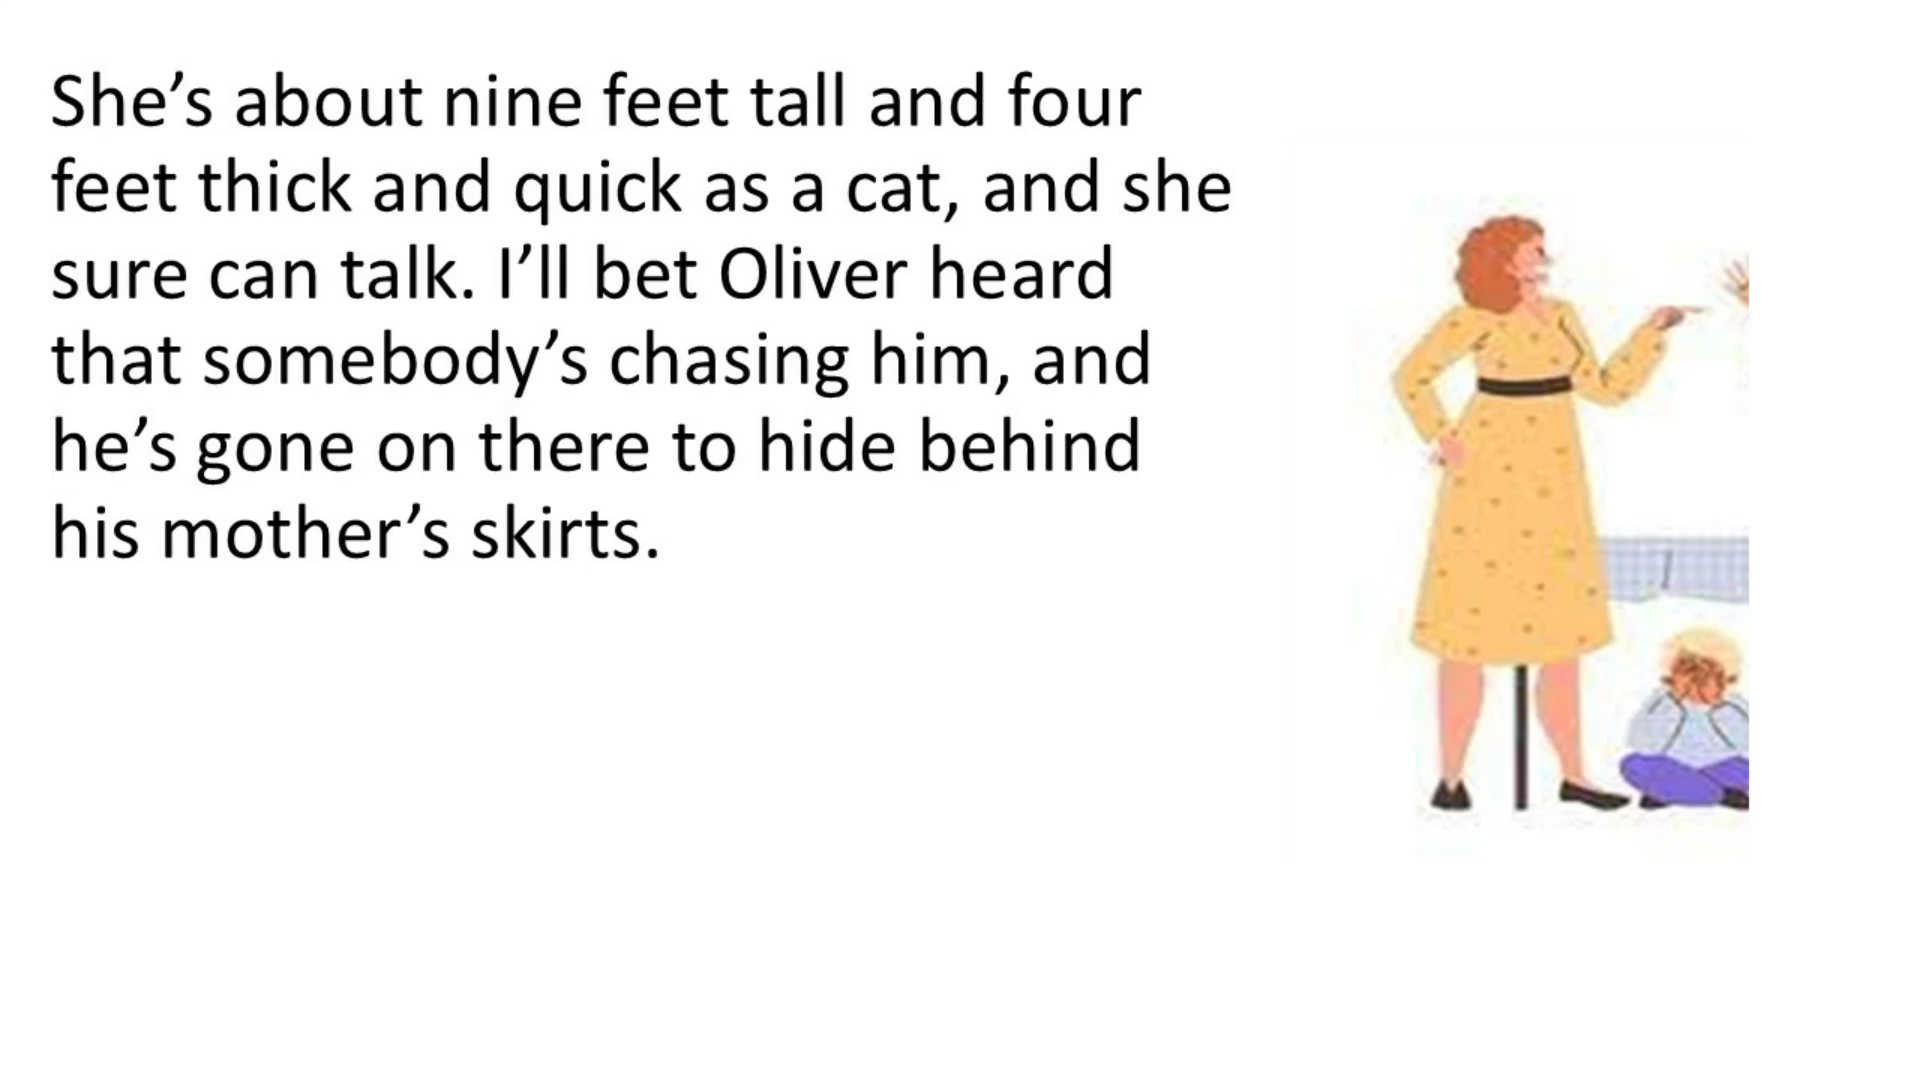 She’s about nine feet tall and four
feet thick and quick as a cat, and she
sure can talk. I’ll bet Oliver heard
that somebody’s chasing him, and
he’s gone on there to hide behind
his mother’s skirts.